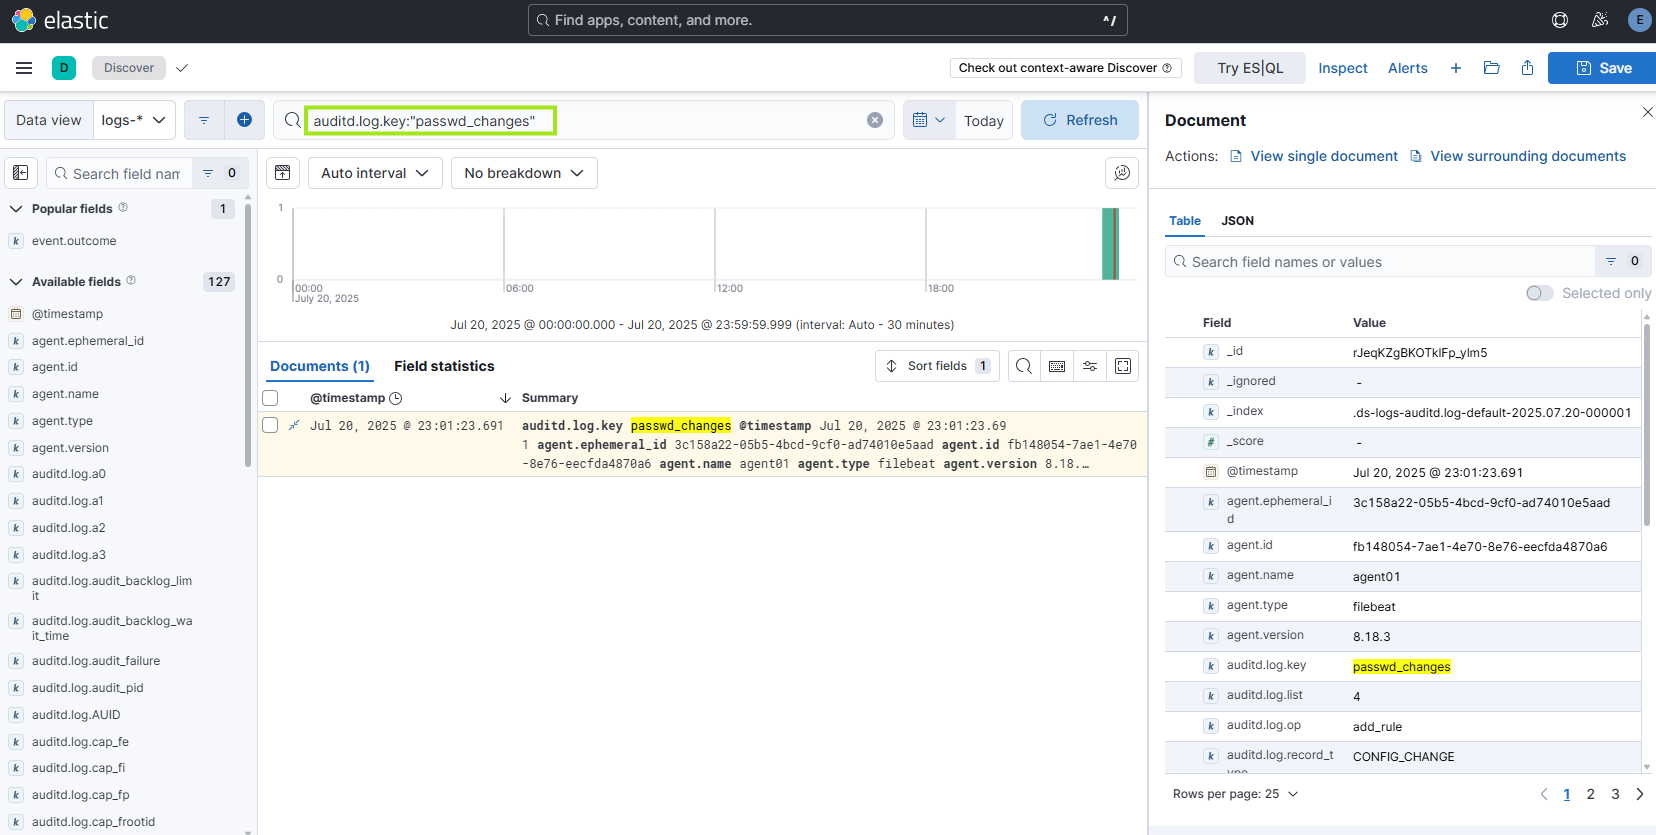 elastic
Find apps, content, and more.
^/
E
D
Discover
Check out context-aware Discover
Try ES|QL
Inspect
Alerts
Save
Data view
logs-*
auditd.log.key:"passwd_changes"
Today
Refresh
Search field nam
0
Popular fields
1
k event.outcome
Available fields
127
@timestamp
k agent.ephemeral_id
k agent.id
k agent.name
k agent.type
k agent.version
k auditd.log.a0
k auditd.log.a1
k auditd.log.a2
k auditd.log.a3
k auditd.log.audit_backlog_lim
it
k auditd.log.audit_backlog_wa
it_time
k auditd.log.audit_failure
k auditd.log.audit_pid
k auditd.log.AUID
k auditd.log.cap_fe
k auditd.log.cap_fi
k auditd.log.cap_fp
k auditd.log.cap_frootid
Auto interval
No breakdown
1
0
00:00
July 20, 2025
06:00
12:00
18:00
Jul 20, 2025 @ 00:00:00.000 - Jul 20, 2025 @ 23:59:59.999 (interval: Auto - 30 minutes)
Documents (1)
Field statistics
Sort fields 1
@timestamp
Summary
Jul 20, 2025 @ 23:01:23.691
auditd.log.key passwd_changes @timestamp Jul 20, 2025 @ 23:01:23.69
1 agent.ephemeral_id 3c158a22-05b5-4bcd-9cf0-ad74010e5aad agent.id fb148054-7ae1-4e70
-8e76-eecfda4870a6 agent.name agent01 agent.type filebeat agent.version 8.18.…
Document
Actions:
View single document
View surrounding documents
Table
JSON
Search field names or values
0
Selected only
Field
Value
k _id
rJeqKZgBKOTklFp_ylm5
k _ignored
-
k _index
.ds-logs-auditd.log-default-2025.07.20-000001
# _score
-
@timestamp
Jul 20, 2025 @ 23:01:23.691
k agent.ephemeral_i
d
3c158a22-05b5-4bcd-9cf0-ad74010e5aad
k agent.id
fb148054-7ae1-4e70-8e76-eecfda4870a6
k agent.name
agent01
k agent.type
filebeat
k agent.version
8.18.3
k auditd.log.key
passwd_changes
k auditd.log.list
4
k auditd.log.op
add_rule
k auditd.log.record_t
ype
CONFIG_CHANGE
Rows per page: 25
1
2
3